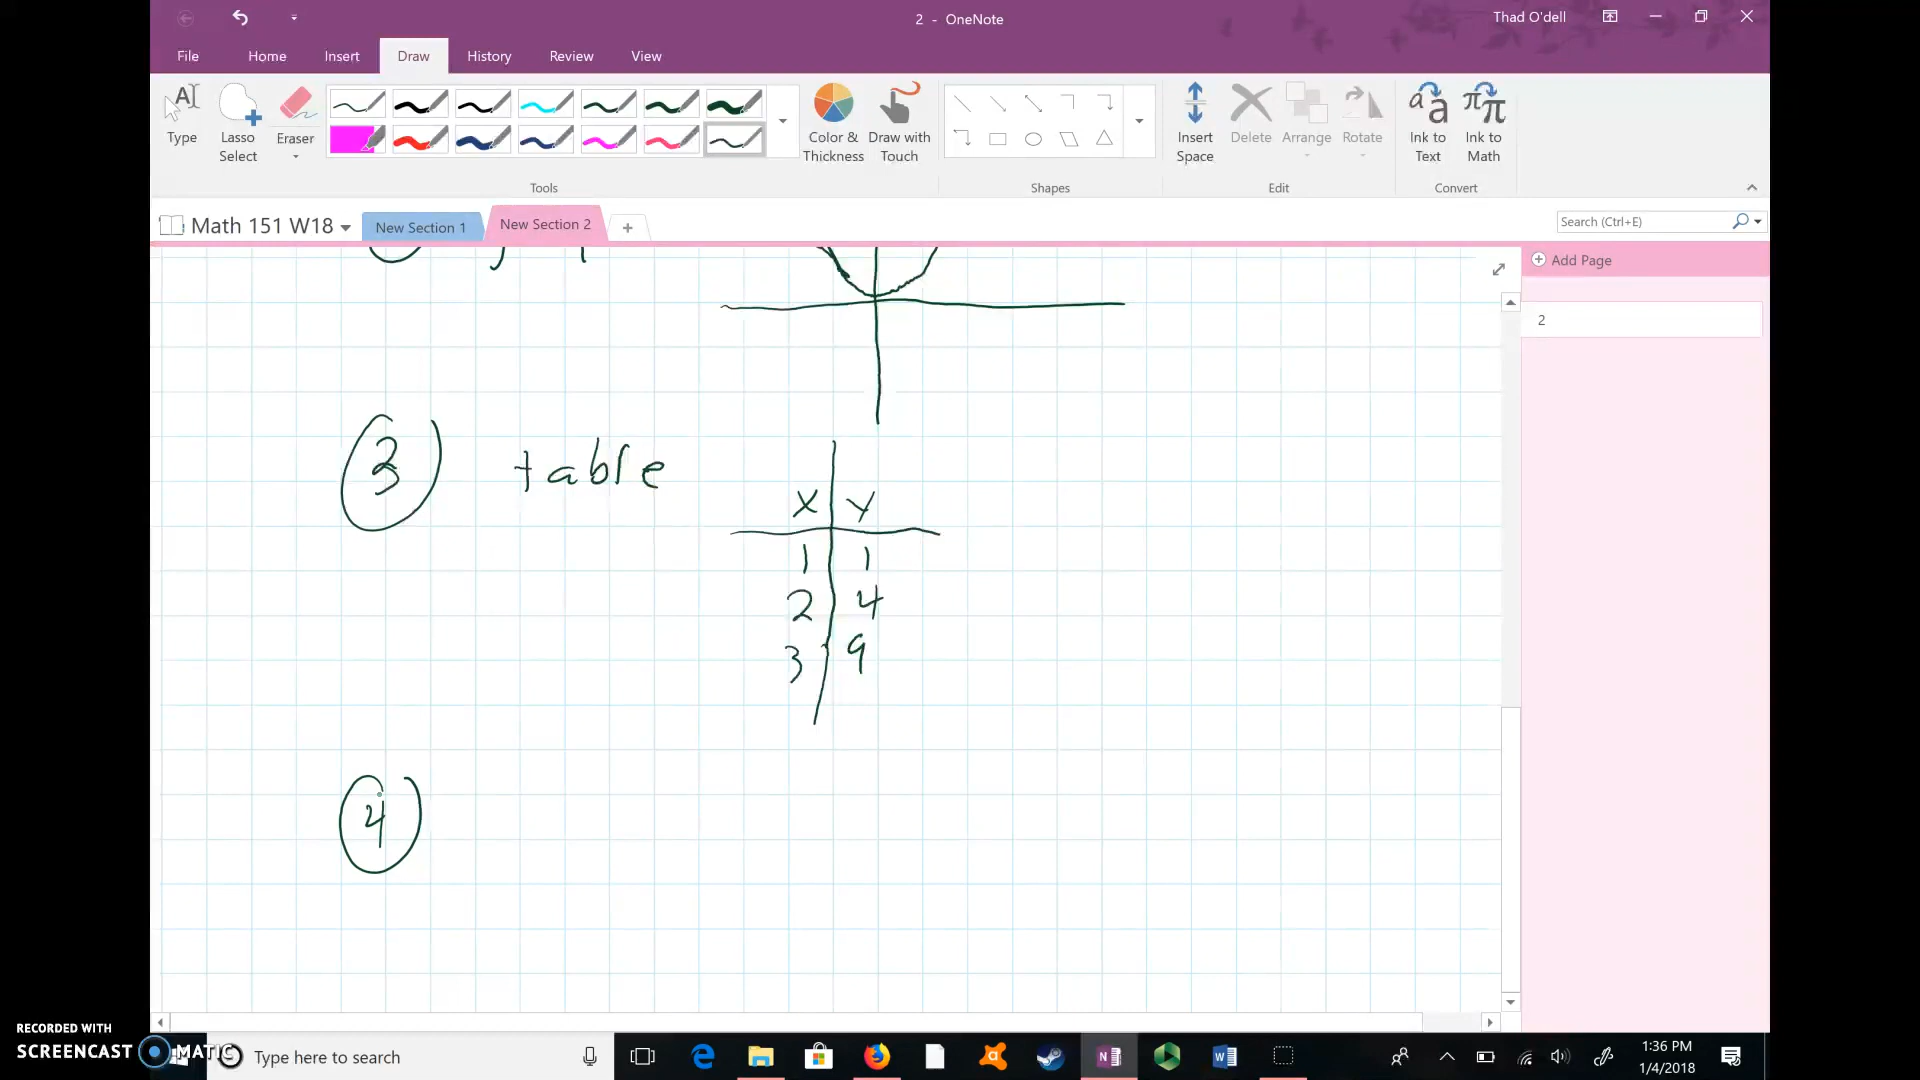 2 - OneNote
Thad O'dell
File Home Insert Draw History Review View
Type
Lasso Select
Eraser
Color & Thickness
Draw with Touch
Insert Space
Delete
Arrange
Rotate
Ink to Text
Ink to Math
Tools
Shapes
Edit
Convert
Math 151 W18
New Section 1
New Section 2
Search (Ctrl+E)
Add Page
2
3 table
x y
1 1
2 4
3 9
4
RECORDED WITH
SCREENCAST MATIC
Type here to search
1:36 PM
1/4/2018